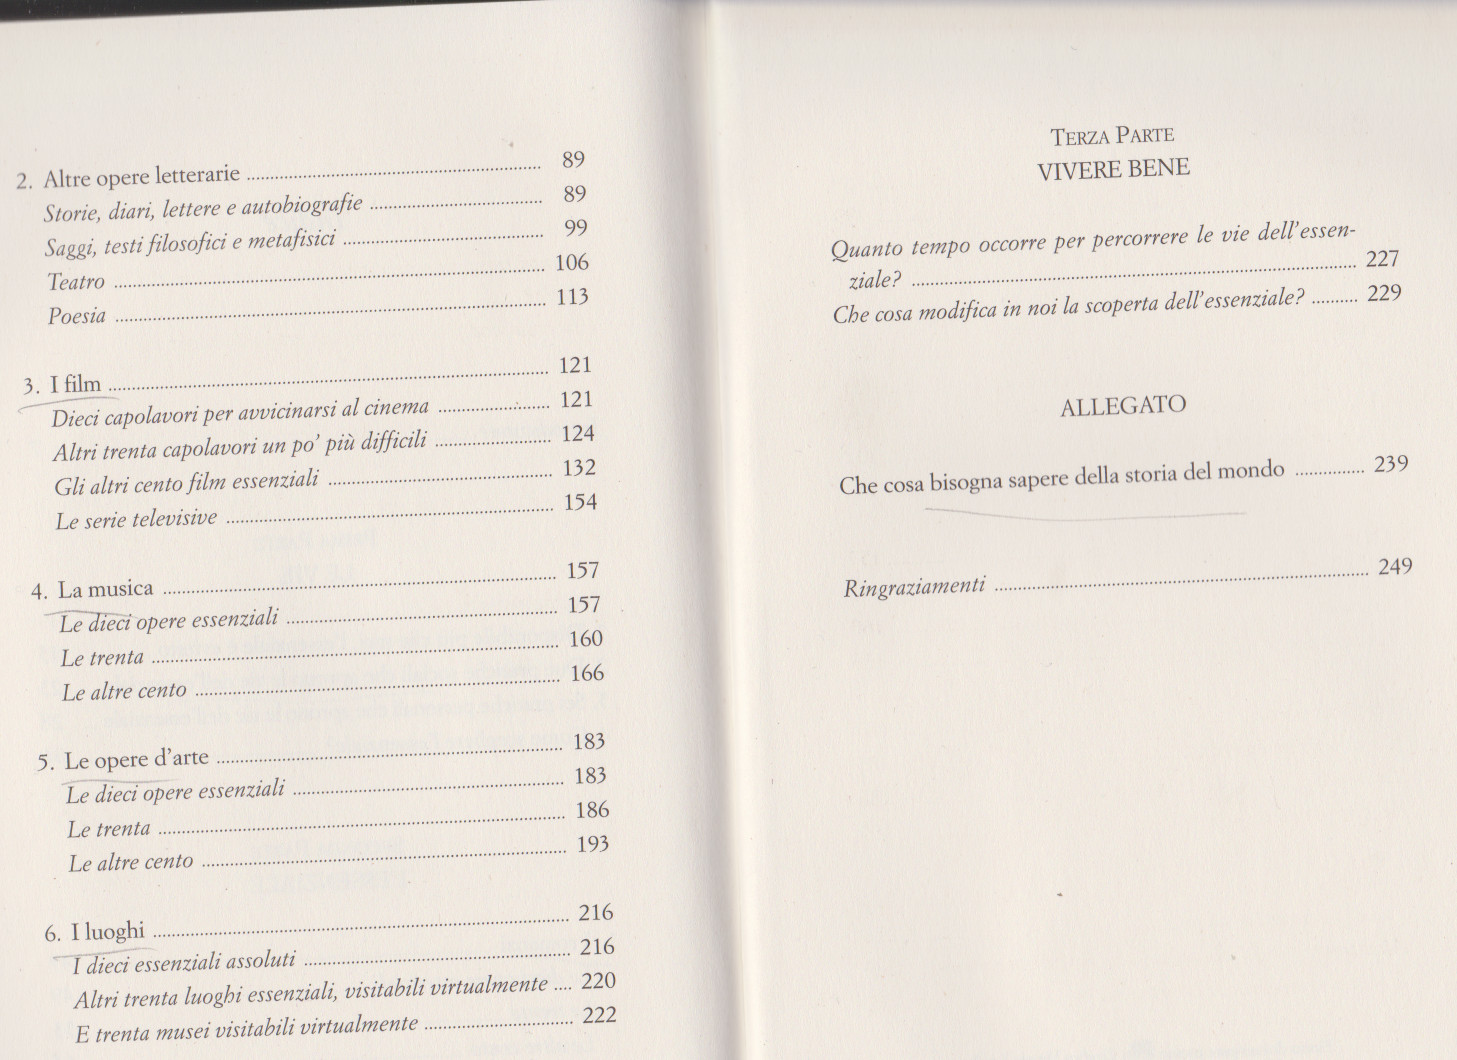 2. Altre opere letterarie .......... 89
Storie, diari, lettere e autobiografie .......... 89
Saggi, testi filosofici e metafisici .......... 99
Teatro .......... 106
Poesia .......... 113
3. I film .......... 121
Dieci capolavori per avvicinarsi al cinema .......... 121
Altri trenta capolavori un po' più difficili .......... 124
Gli altri cento film essenziali .......... 132
Le serie televisive .......... 154
4. La musica .......... 157
Le dieci opere essenziali .......... 157
Le trenta .......... 160
Le altre cento .......... 166
5. Le opere d'arte .......... 183
Le dieci opere essenziali .......... 183
Le trenta .......... 186
Le altre cento .......... 193
6. I luoghi .......... 216
I dieci essenziali assoluti .......... 216
Altri trenta luoghi essenziali, visitabili virtualmente .... 220
E trenta musei visitabili virtualmente .......... 222
TERZA PARTE
VIVERE BENE
Quanto tempo occorre per percorrere le vie dell'essen-
ziale? .......... 227
Che cosa modifica in noi la scoperta dell'essenziale? .......... 229
ALLEGATO
Che cosa bisogna sapere della storia del mondo .......... 239
Ringraziamenti .......... 249